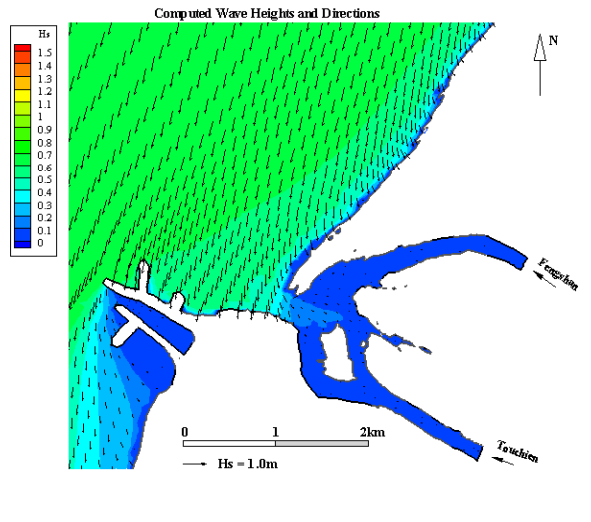 Computed Wave Heights and Directions
Hs
1.5
1.4
1.3
1.2
1.1
1
0.9
0.8
0.7
0.6
0.5
0.4
0.3
0.2
0.1
0
N
Fengshan
Touchien
0 1 2km
Hs = 1.0m